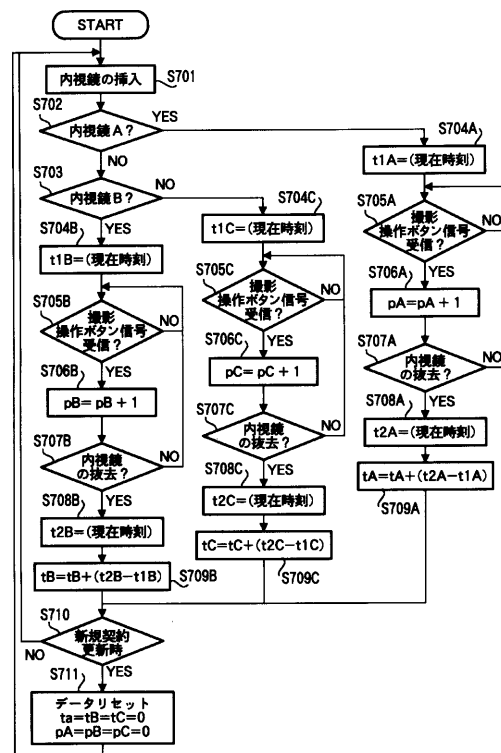 START
内視鏡の挿入
S701
S702
内視鏡A？
YES
NO
S703
内視鏡B？
NO
YES
S704B
t1B=(現在時刻)
S705B
撮影
操作ボタン信号
受信？
NO
YES
S706B
pB=pB+1
S707B
内視鏡
の抜去？
NO
YES
S708B
t2B=(現在時刻)
tB=tB+(t2B-t1B)
S709B
S704C
t1C=(現在時刻)
S705C
撮影
操作ボタン信号
受信？
NO
YES
S706C
pC=pC+1
S707C
内視鏡
の抜去？
NO
YES
S708C
t2C=(現在時刻)
tC=tC+(t2C-t1C)
S709C
S704A
t1A=(現在時刻)
S705A
撮影
操作ボタン信号
受信？
NO
YES
S706A
pA=pA+1
S707A
内視鏡
の抜去？
NO
YES
S708A
t2A=(現在時刻)
tA=tA+(t2A-t1A)
S709A
S710
新規契約
更新時
NO
YES
S711
データリセット
ta=tB=tC=0
pA=pB=pC=0